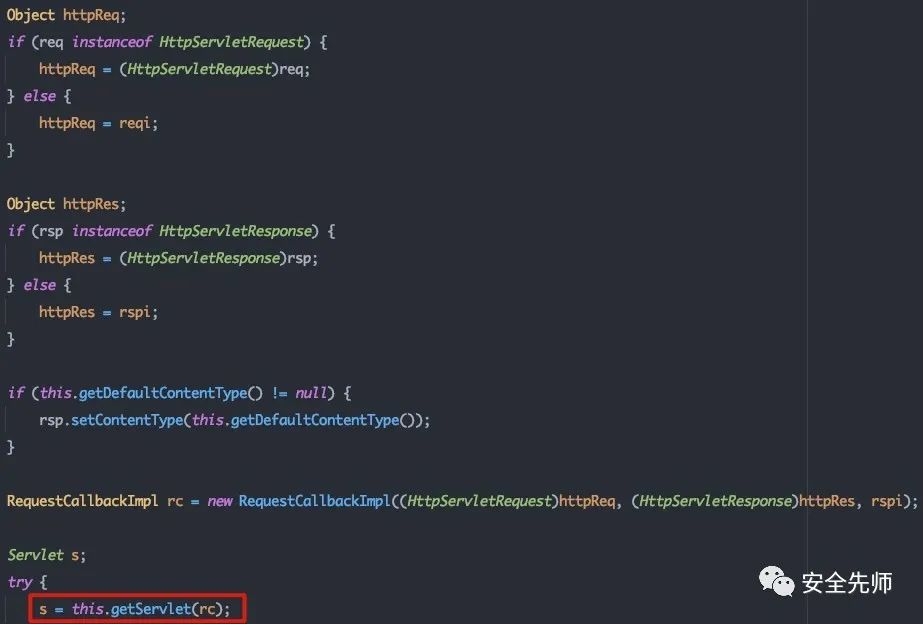 Object httpReq;
if (req instanceof HttpServletRequest) {
    httpReq = (HttpServletRequest)req;
} else {
    httpReq = reqi;
}

Object httpRes;
if (rsp instanceof HttpServletResponse) {
    httpRes = (HttpServletResponse)rsp;
} else {
    httpRes = rspi;
}

if (this.getDefaultContentType() != null) {
    rsp.setContentType(this.getDefaultContentType());
}

RequestCallbackImpl rc = new RequestCallbackImpl((HttpServletRequest)httpReq, (HttpServletResponse)httpRes, rspi);

Servlet s;
try {
    s = this.getServlet(rc);
安全先师